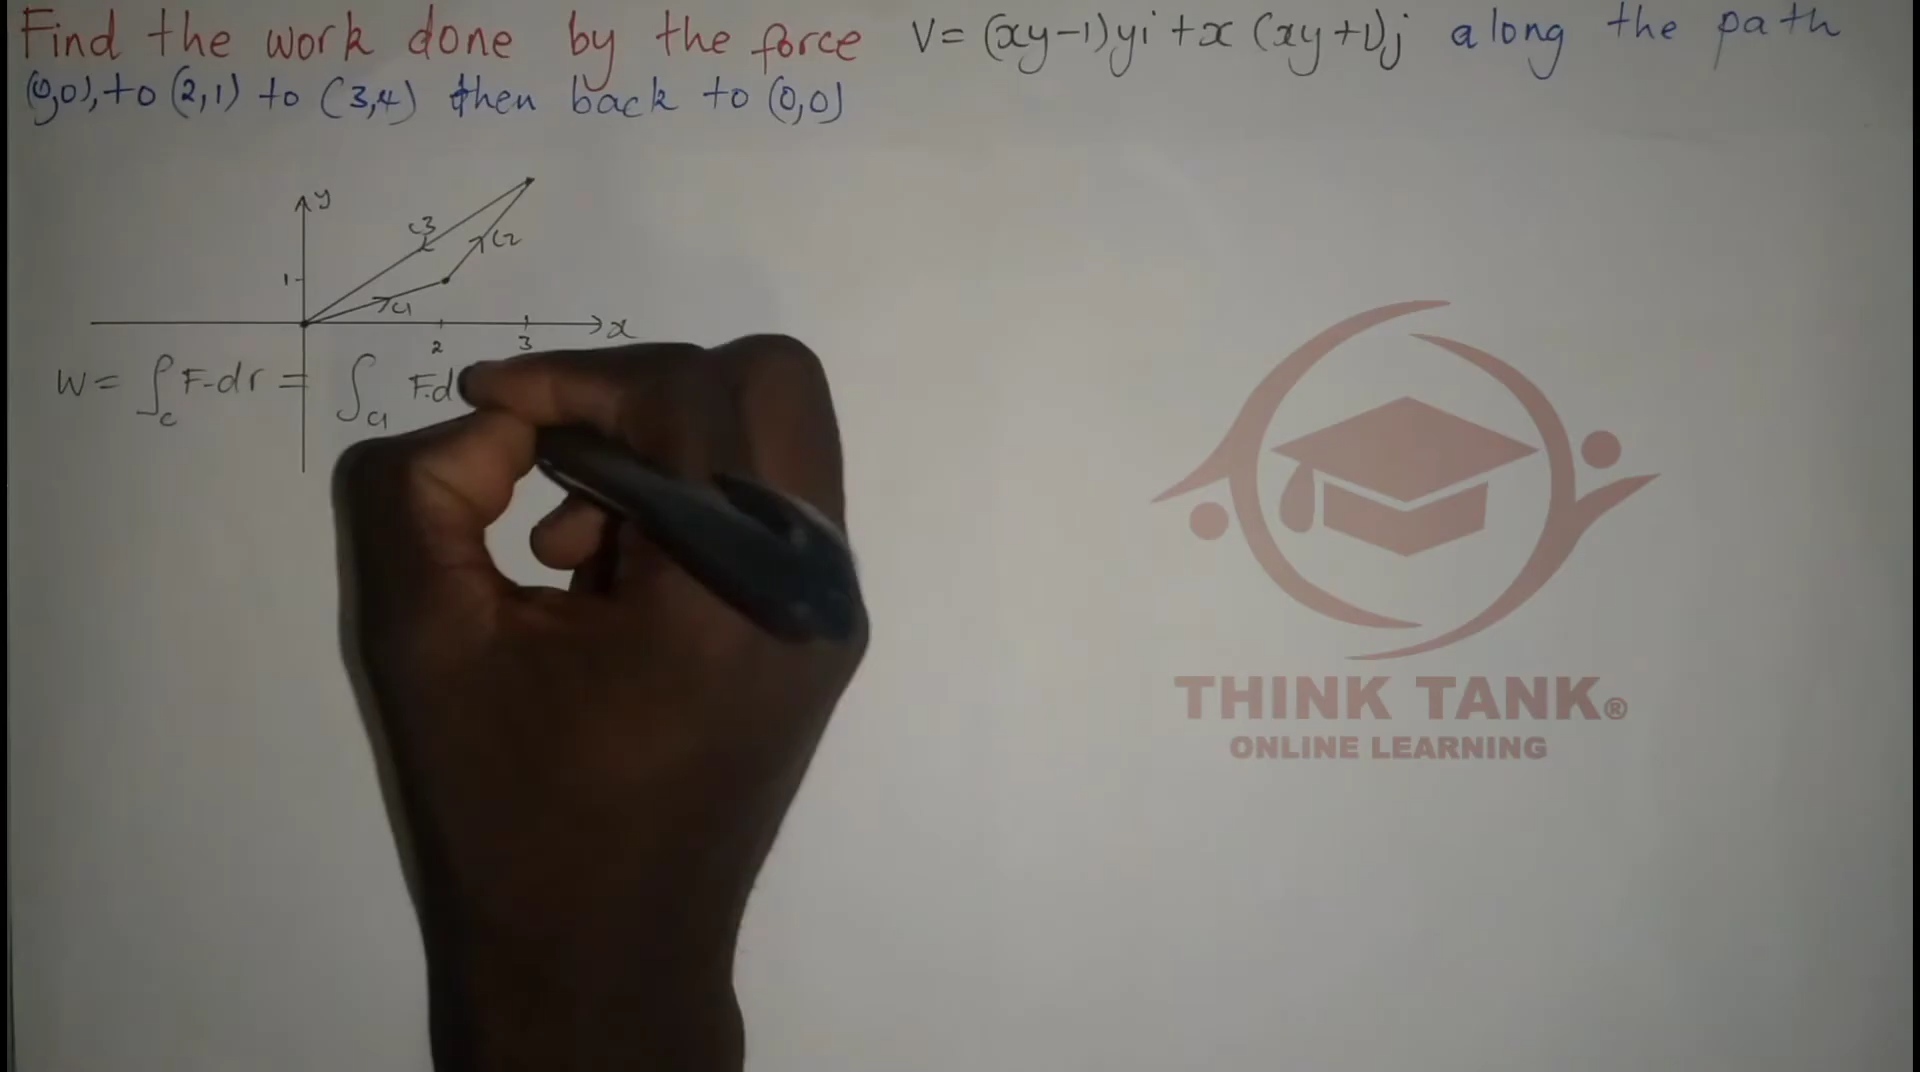 Find the work done by the force V=(xy-1)yi+x(xy+1)j along the path
(0,0), to (2,1) to (3,4) then back to (0,0)
y
C3
C2
1
C1
x
2
3
W = ∫c F-dr = ∫c1 F.d
THINK TANK®
ONLINE LEARNING